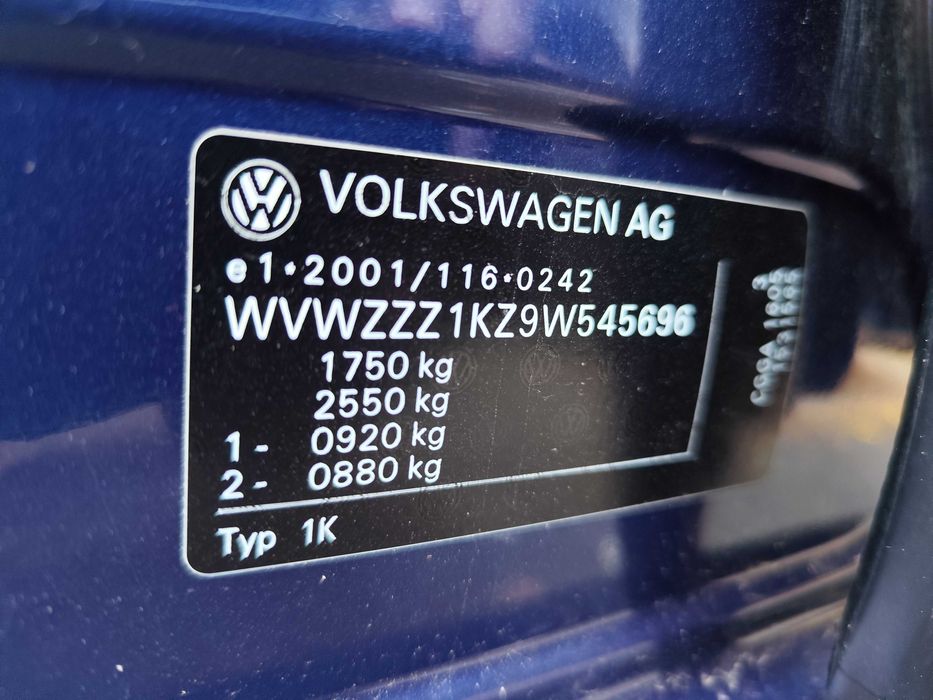 VOLKSWAGEN AG
e1*2001/116*0242
WVWZZZ1KZ9W545696
1750 kg
2550 kg
1- 0920 kg
2- 0880 kg
Typ 1K